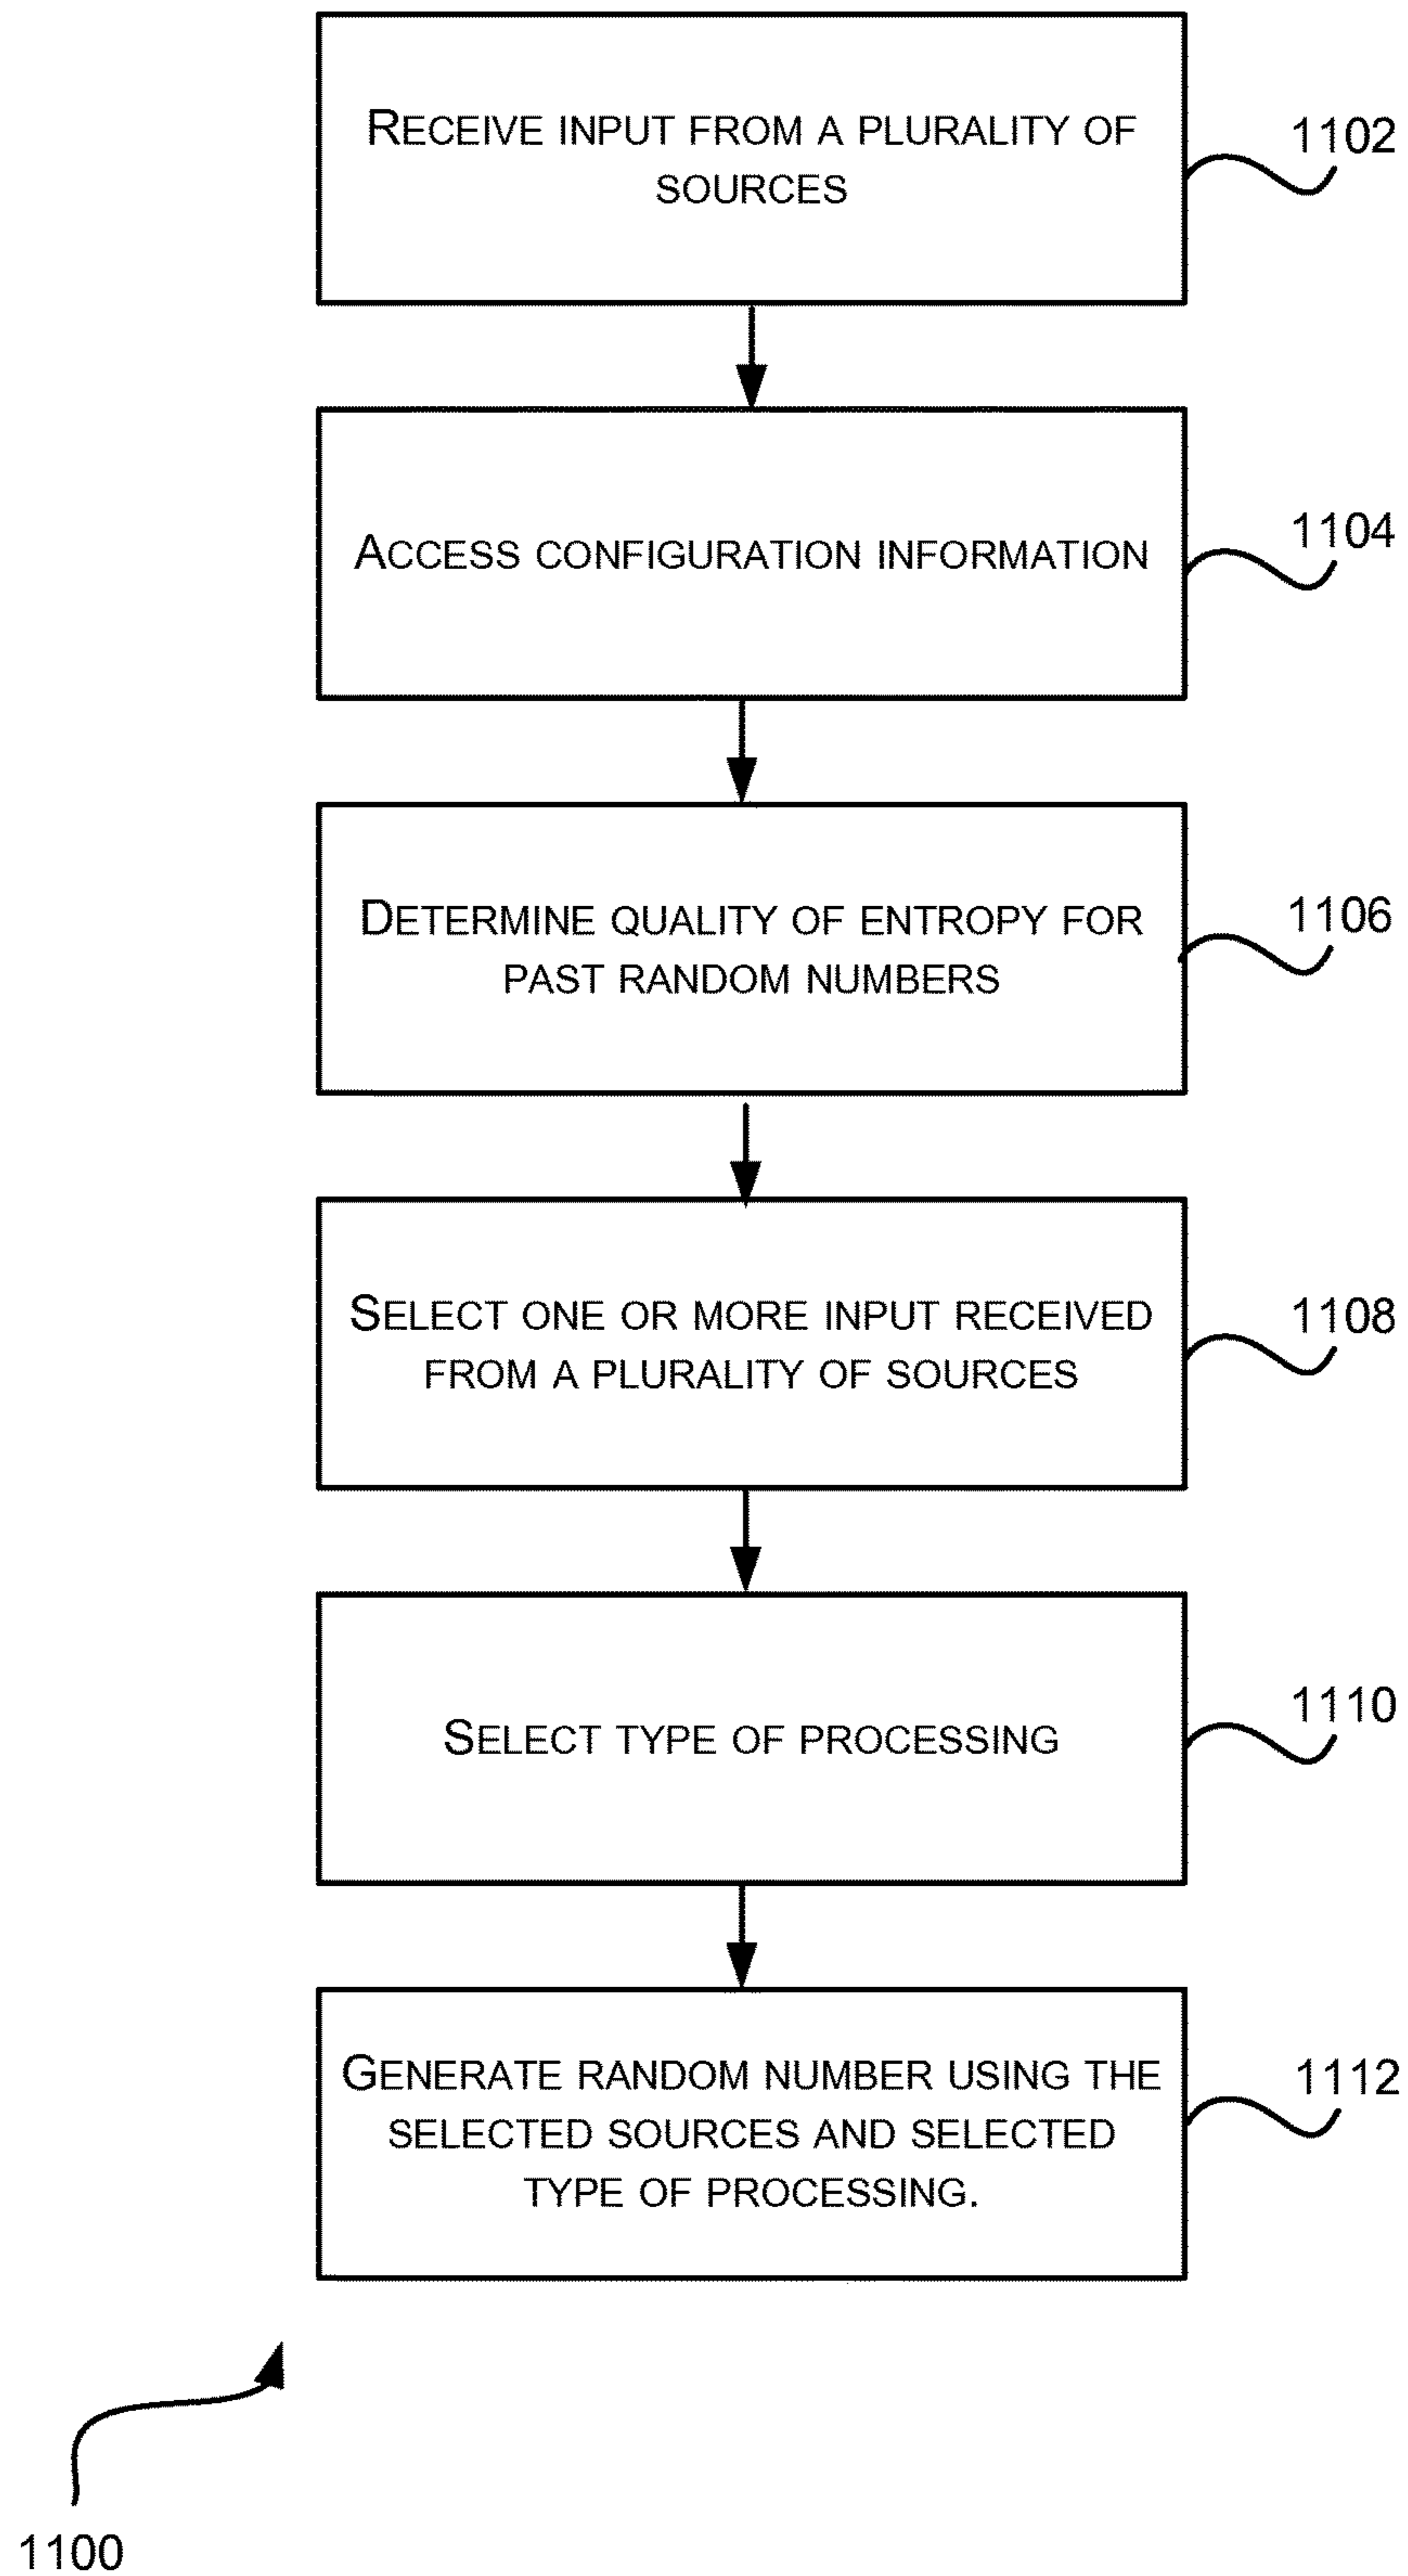 RECEIVE INPUT FROM A PLURALITY OF
SOURCES
1102
ACCESS CONFIGURATION INFORMATION
1104
DETERMINE QUALITY OF ENTROPY FOR
PAST RANDOM NUMBERS
1106
SELECT ONE OR MORE INPUT RECEIVED
FROM A PLURALITY OF SOURCES
1108
SELECT TYPE OF PROCESSING
1110
GENERATE RANDOM NUMBER USING THE
SELECTED SOURCES AND SELECTED
TYPE OF PROCESSING.
1112
1100